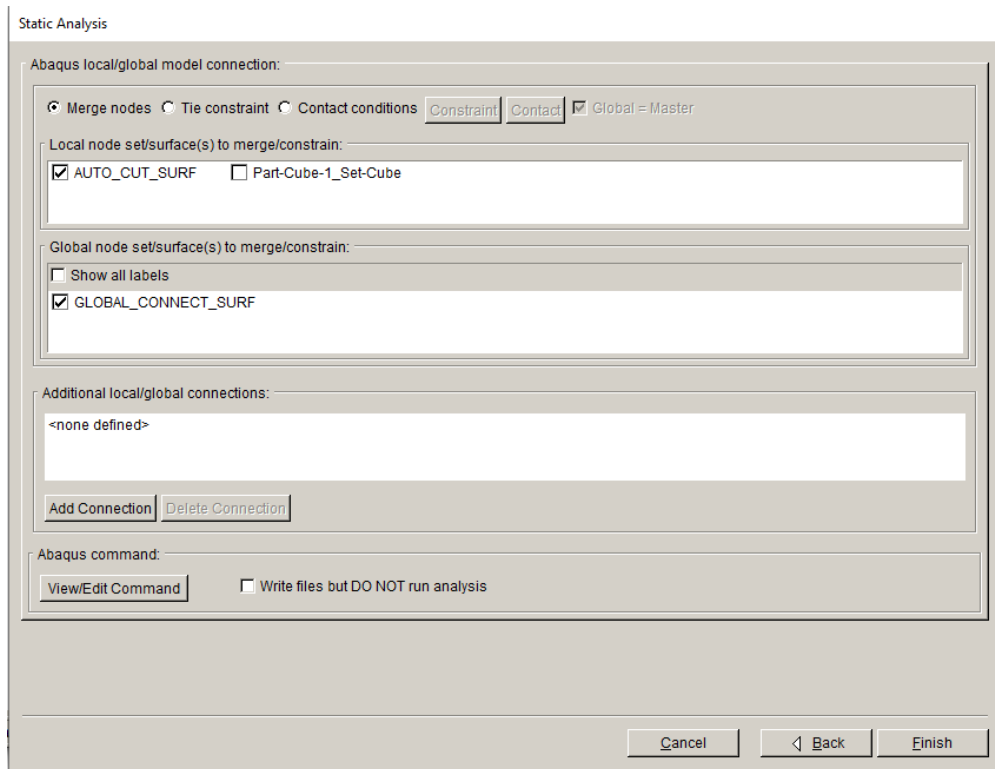 Static Analysis
Abaqus local/global model connection:
Merge nodes Tie constraint Contact conditions Constraint Contact Global = Master
Local node set/surface(s) to merge/constrain:
AUTO_CUT_SURF Part-Cube-1_Set-Cube
Global node set/surface(s) to merge/constrain:
Show all labels
GLOBAL_CONNECT_SURF
Additional local/global connections:
<none defined>
Add Connection Delete Connection
Abaqus command:
View/Edit Command Write files but DO NOT run analysis
Cancel Back Finish